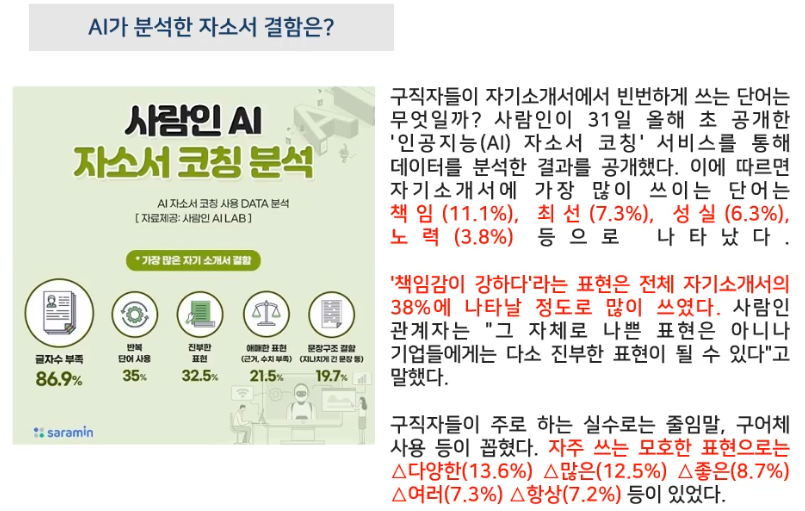 AI가 분석한 자소서 결함은?
사람인 AI
자소서 코칭 분석
AI 자소서 코칭 사용 DATA 분석
[ 자료제공: 사람인 AI LAB ]
* 가장 많은 자기 소개서 결함
글자수 부족
86.9%
반복
단어 사용
35%
진부한
표현
32.5%
애매한 표현
(근거, 수치 부족)
21.5%
문장구조 결함
(지나치게 긴 문장 등)
19.7%
saramin
구직자들이 자기소개서에서 빈번하게 쓰는 단어는
무엇일까? 사람인이 31일 올해 초 공개한
'인공지능(AI) 자소서 코칭' 서비스를 통해
데이터를 분석한 결과를 공개했다. 이에 따르면
자기소개서에 가장 많이 쓰이는 단어는
책임(11.1%), 최선(7.3%), 성실(6.3%),
노력(3.8%) 등으로 나타났다.
'책임감이 강하다'라는 표현은 전체 자기소개서의
38%에 나타날 정도로 많이 쓰였다. 사람인
관계자는 "그 자체로 나쁜 표현은 아니나
기업들에게는 다소 진부한 표현이 될 수 있다"고
말했다.
구직자들이 주로 하는 실수로는 줄임말, 구어체
사용 등이 꼽혔다. 자주 쓰는 모호한 표현으로는
△다양한(13.6%) △많은(12.5%) △좋은(8.7%)
△여러(7.3%) △항상(7.2%) 등이 있었다.